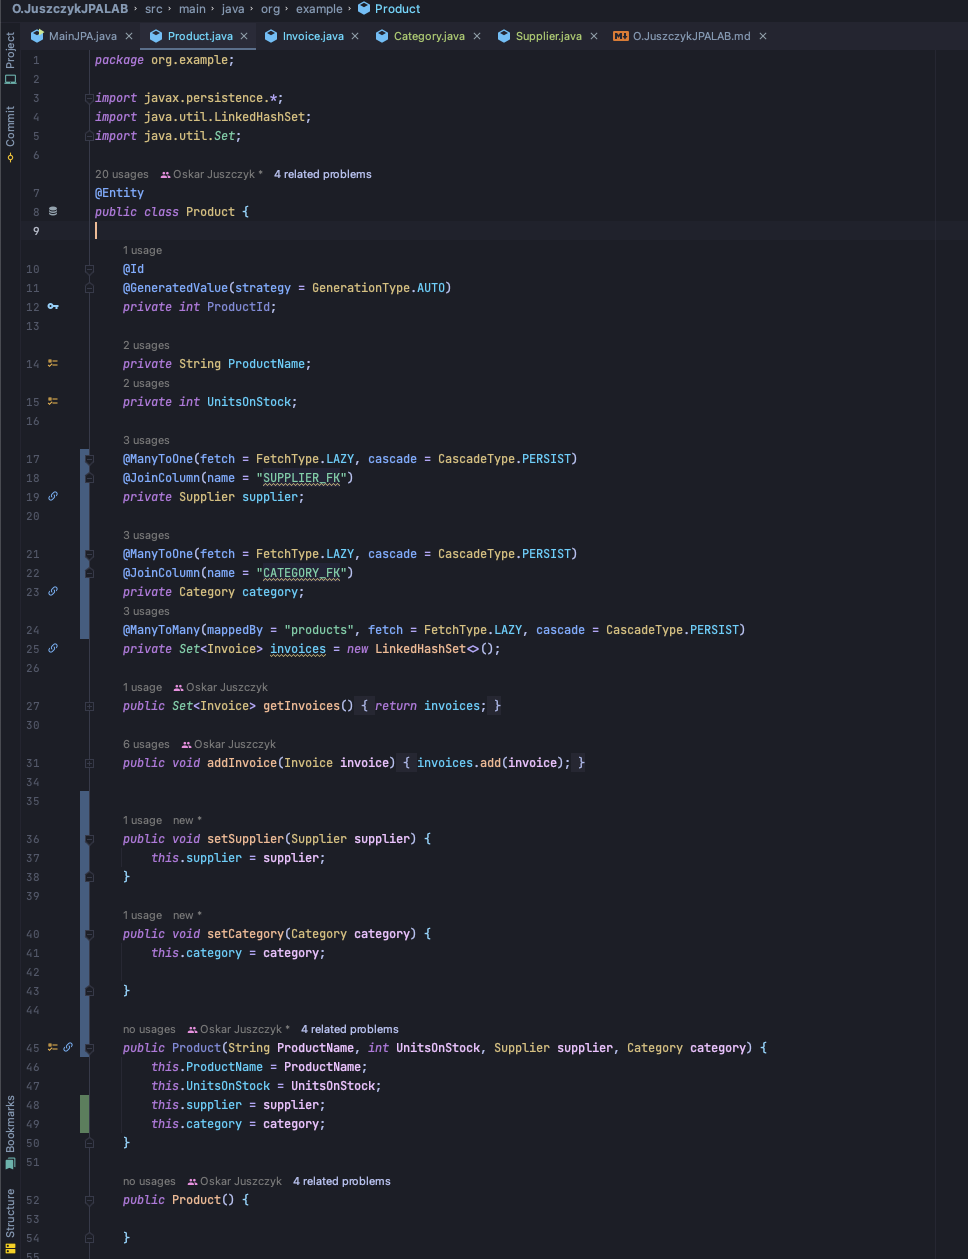 O.JuszczykJPALAB › src › main › java › org › example › Product
MainJPA.java × Product.java × Invoice.java × Category.java × Supplier.java × O.JuszczykJPALAB.md ×
Project
Commit
Bookmarks
Structure
1 package org.example;
2
3 import javax.persistence.*;
4 import java.util.LinkedHashSet;
5 import java.util.Set;
6
20 usages Oskar Juszczyk * 4 related problems
7 @Entity
8 public class Product {
9
1 usage
10 @Id
11 @GeneratedValue(strategy = GenerationType.AUTO)
12 private int ProductId;
13
2 usages
14 private String ProductName;
2 usages
15 private int UnitsOnStock;
16
3 usages
17 @ManyToOne(fetch = FetchType.LAZY, cascade = CascadeType.PERSIST)
18 @JoinColumn(name = "SUPPLIER_FK")
19 private Supplier supplier;
20
3 usages
21 @ManyToOne(fetch = FetchType.LAZY, cascade = CascadeType.PERSIST)
22 @JoinColumn(name = "CATEGORY_FK")
23 private Category category;
3 usages
24 @ManyToMany(mappedBy = "products", fetch = FetchType.LAZY, cascade = CascadeType.PERSIST)
25 private Set<Invoice> invoices = new LinkedHashSet<>();
26
1 usage Oskar Juszczyk
27 public Set<Invoice> getInvoices() { return invoices; }
30
6 usages Oskar Juszczyk
31 public void addInvoice(Invoice invoice) { invoices.add(invoice); }
34
35
1 usage new *
36 public void setSupplier(Supplier supplier) {
37 this.supplier = supplier;
38 }
39
1 usage new *
40 public void setCategory(Category category) {
41 this.category = category;
42
43 }
44
no usages Oskar Juszczyk * 4 related problems
45 public Product(String ProductName, int UnitsOnStock, Supplier supplier, Category category) {
46 this.ProductName = ProductName;
47 this.UnitsOnStock = UnitsOnStock;
48 this.supplier = supplier;
49 this.category = category;
50 }
51
no usages Oskar Juszczyk 4 related problems
52 public Product() {
53
54 }
55